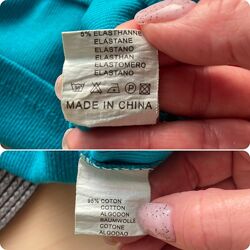 5% ELASTHANNE
ELASTANE
ELASTANO
ELASTHAN
ELASTOMERO
ELASTANO
MADE IN CHINA
95% COTON
COTTON
ALGODON
BAUMWOLLE
COTONE
ALGODAO